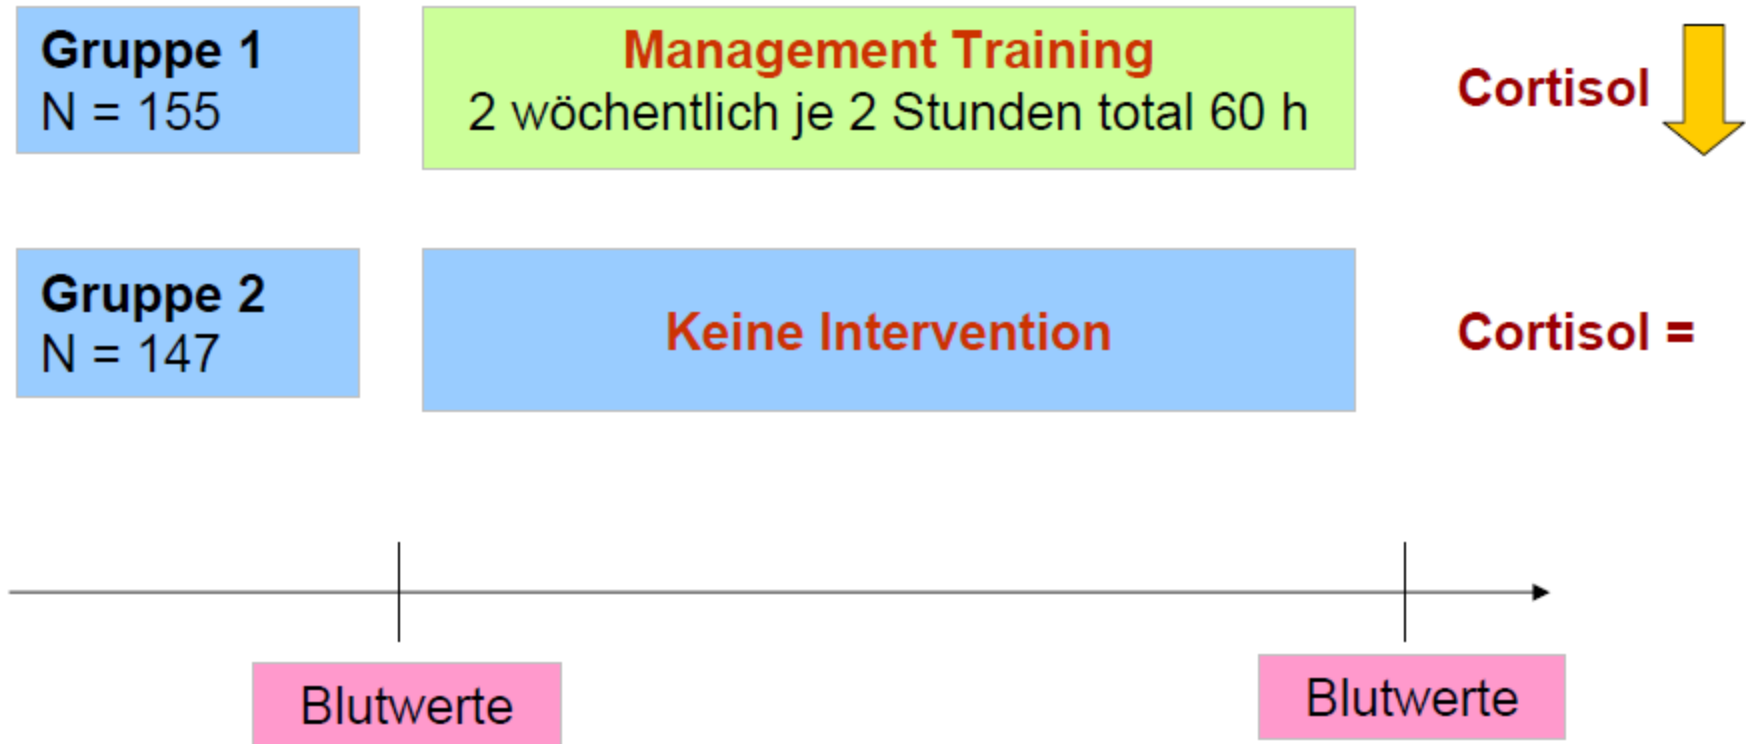 Gruppe 1
N = 155
Management Training
2 wöchentlich je 2 Stunden total 60 h
Cortisol
Gruppe 2
N = 147
Keine Intervention
Cortisol =
Blutwerte
Blutwerte